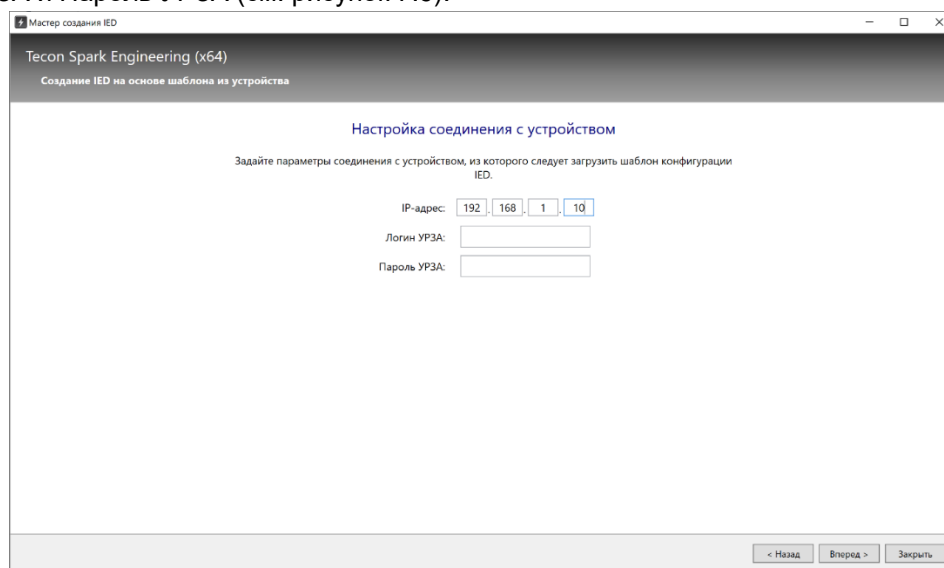 Мастер создания IED
Tecon Spark Engineering (x64)
Создание IED на основе шаблона из устройства
Настройка соединения с устройством
Задайте параметры соединения с устройством, из которого следует загрузить шаблон конфигурации
IED.
IP-адрес: 192 . 168 . 1 . 10
Логин УРЗА:
Пароль УРЗА:
< Назад Вперед > Закрыть